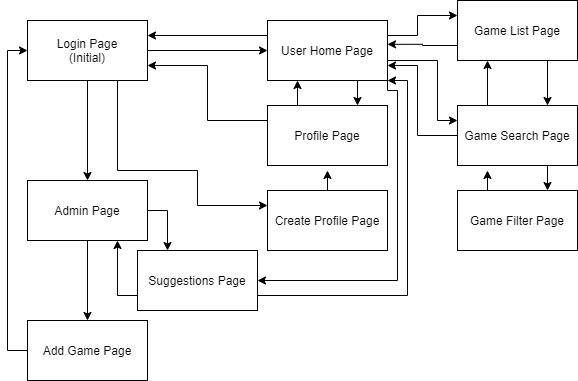 Game List Page
Login Page
(Initial)
User Home Page
Profile Page
Game Search Page
Admin Page
Create Profile Page
Game Filter Page
Suggestions Page
Add Game Page